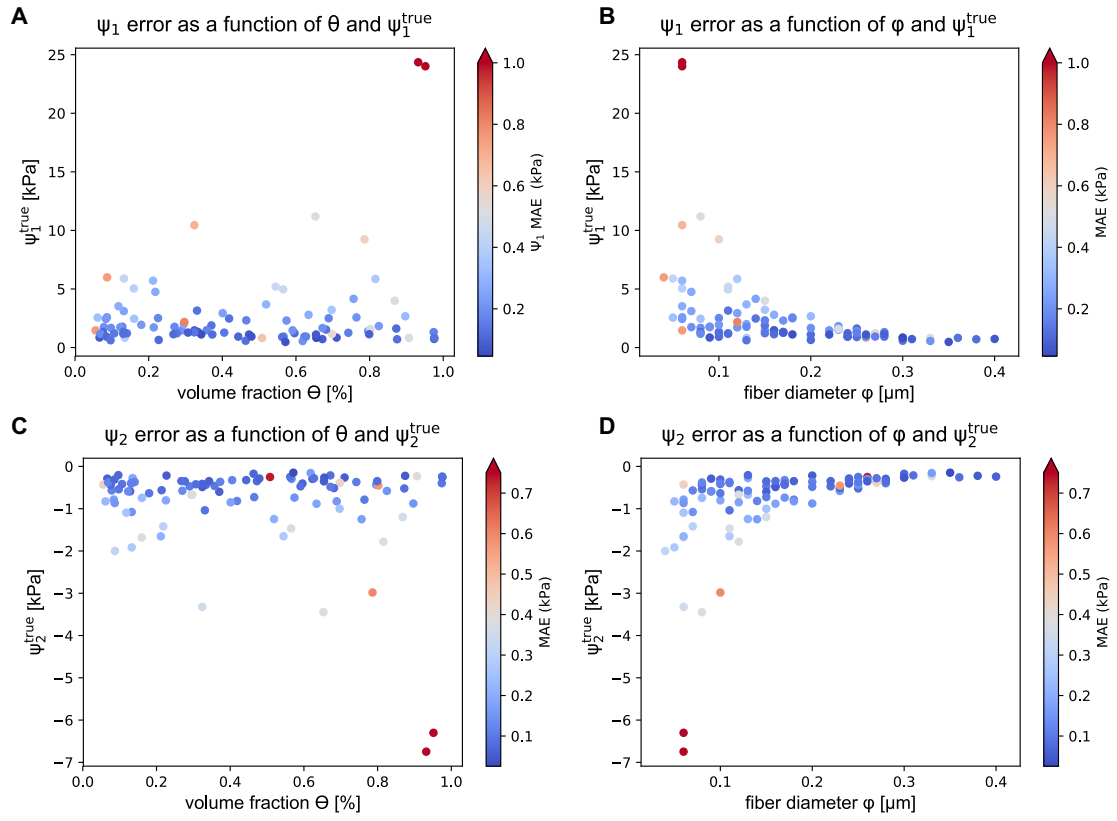 A
ψ₁ error as a function of θ and ψ₁ᵗʳᵘᵉ
25
20
15
10
5
0
ψ₁ᵗʳᵘᵉ [kPa]
0.0 0.2 0.4 0.6 0.8 1.0
volume fraction Θ [%]
1.0
0.8
0.6
0.4
0.2
Ψ₁ MAE (kPa)
B
ψ₁ error as a function of φ and ψ₁ᵗʳᵘᵉ
25
20
15
10
5
0
ψ₁ᵗʳᵘᵉ [kPa]
0.1 0.2 0.3 0.4
fiber diameter φ [μm]
1.0
0.8
0.6
0.4
0.2
MAE (kPa)
C
ψ₂ error as a function of θ and ψ₂ᵗʳᵘᵉ
0
−1
−2
−3
−4
−5
−6
−7
ψ₂ᵗʳᵘᵉ [kPa]
0.0 0.2 0.4 0.6 0.8 1.0
volume fraction Θ [%]
0.7
0.6
0.5
0.4
0.3
0.2
0.1
MAE (kPa)
D
ψ₂ error as a function of φ and ψ₂ᵗʳᵘᵉ
0
−1
−2
−3
−4
−5
−6
−7
ψ₂ᵗʳᵘᵉ [kPa]
0.1 0.2 0.3 0.4
fiber diameter φ [μm]
0.7
0.6
0.5
0.4
0.3
0.2
0.1
MAE (kPa)